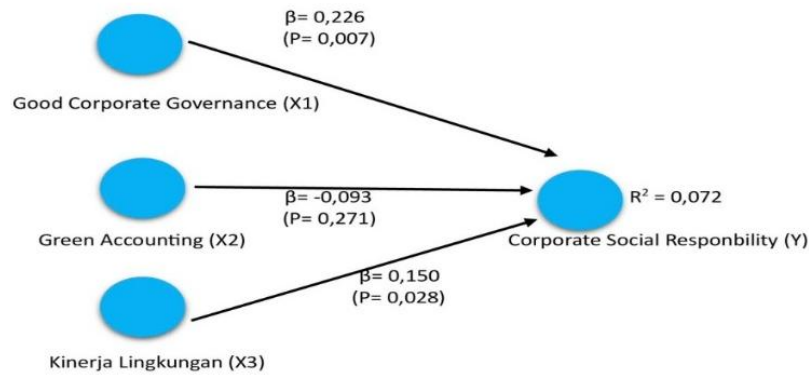 β= 0,226
(P= 0,007)
Good Corporate Governance (X1)
β= -0,093
(P= 0,271)
R² = 0,072
Green Accounting (X2)
Corporate Social Responbility (Y)
β= 0,150
(P= 0,028)
Kinerja Lingkungan (X3)